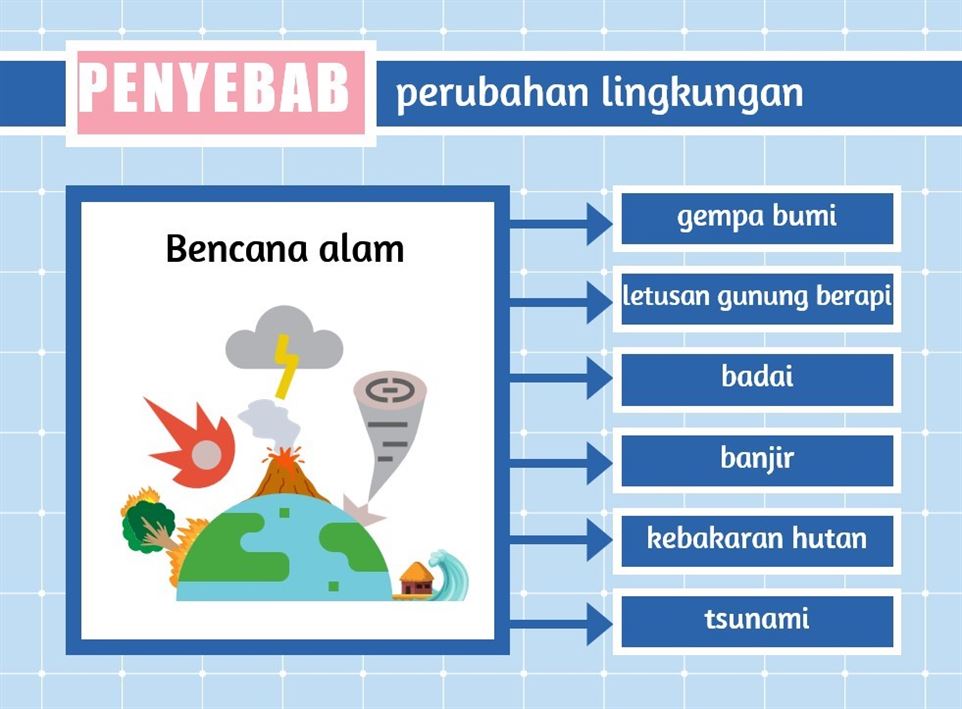 PENYEBAB
perubahan lingkungan
Bencana alam
gempa bumi
letusan gunung berapi
badai
banjir
kebakaran hutan
tsunami